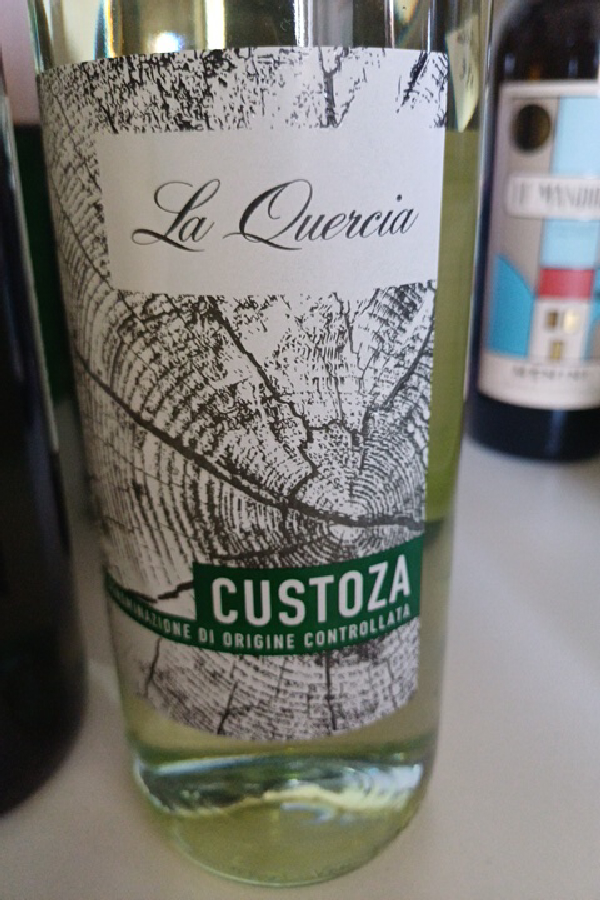 La Quercia
CUSTOZA
DI ORIGINE CONTROLLATA